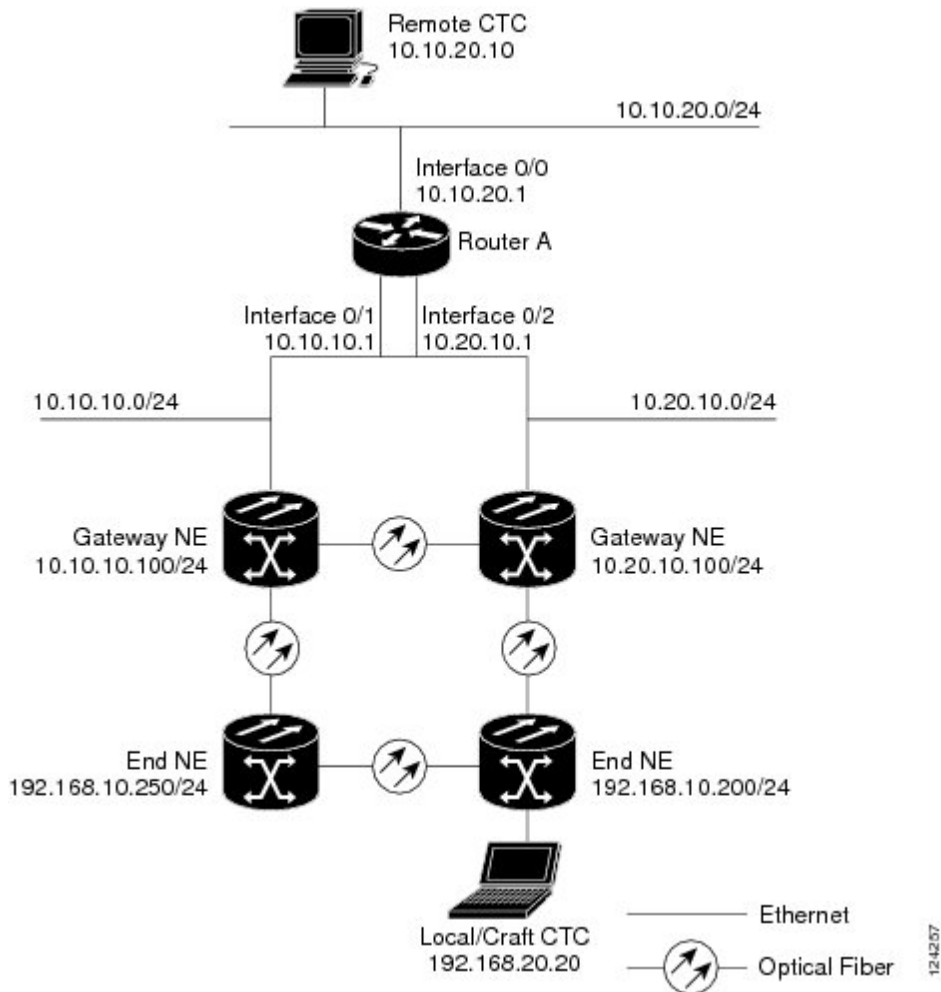 Remote CTC
10.10.20.10
10.10.20.0/24
Interface 0/0
10.10.20.1
Router A
Interface 0/1
10.10.10.1
Interface 0/2
10.20.10.1
10.10.10.0/24
10.20.10.0/24
Gateway NE
10.10.10.100/24
Gateway NE
10.20.10.100/24
End NE
192.168.10.250/24
End NE
192.168.10.200/24
Local/Craft CTC
192.168.20.20
Ethernet
Optical Fiber
124257